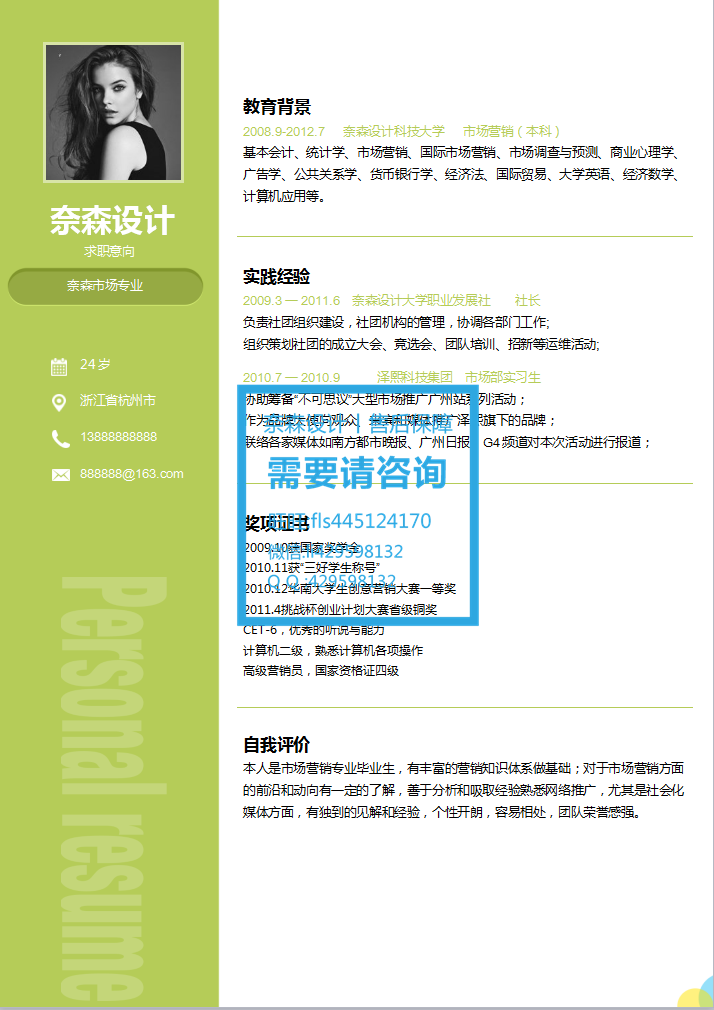 奈森设计
求职意向
奈森市场专业
24 岁
浙江省杭州市
13888888888
888888@163.com
Personal resume
教育背景
2008.9-2012.7 奈森设计科技大学 市场营销（本科）
基本会计、统计学、市场营销、国际市场营销、市场调查与预测、商业心理学、
广告学、公共关系学、货币银行学、经济法、国际贸易、大学英语、经济数学、
计算机应用等。
实践经验
2009.3 — 2011.6 奈森设计大学职业发展社 社长
负责社团组织建设，社团机构的管理，协调各部门工作;
组织策划社团的成立大会、竞选会、团队培训、招新等运维活动;
2010.7 — 2010.9 泽熙科技集团 市场部实习生
协助筹备“不可思议”大型市场推广广州站系列活动；
作为品牌大使向观众、来宾和媒体推广泽熙旗下的品牌；
联络各家媒体如南方都市晚报、广州日报、G4 频道对本次活动进行报道；
奈森设计丨售后保障
需要请咨询
旺旺:fls445124170
微信:ll429598132
Q Q :429598132
奖项证书
2009.10获国家奖学金
2010.11获“三好学生称号”
2010.12华南大学生创意营销大赛一等奖
2011.4挑战杯创业计划大赛省级铜奖
CET-6，优秀的听说写能力
计算机二级，熟悉计算机各项操作
高级营销员，国家资格证四级
自我评价
本人是市场营销专业毕业生，有丰富的营销知识体系做基础；对于市场营销方面
的前沿和动向有一定的了解，善于分析和吸取经验熟悉网络推广，尤其是社会化
媒体方面，有独到的见解和经验，个性开朗，容易相处，团队荣誉感强。